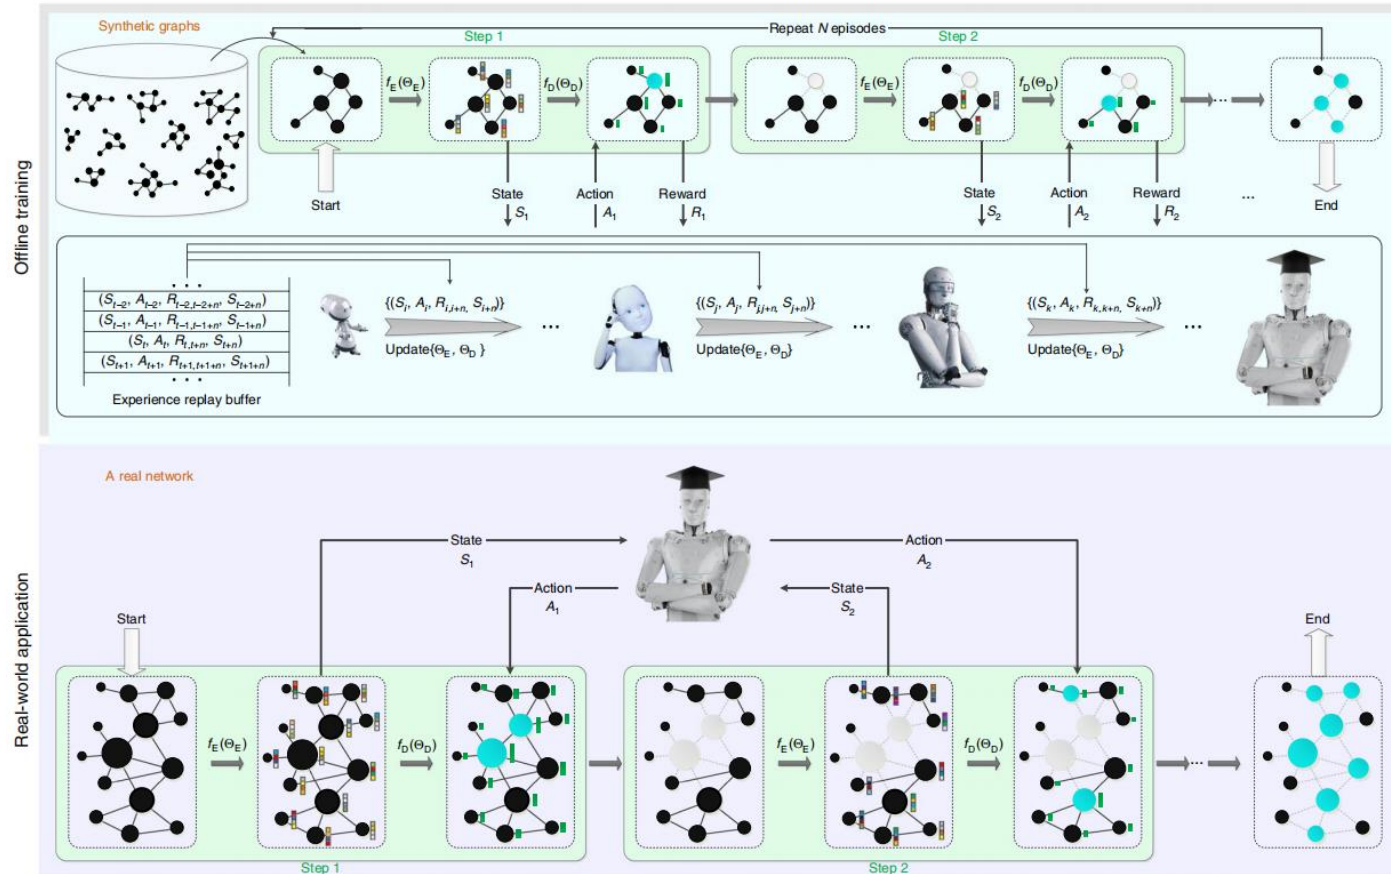 Offline training
Synthetic graphs
Repeat N episodes
Step 1
Step 2
f_E(Θ_E)
f_D(Θ_D)
f_E(Θ_E)
f_D(Θ_D)
...
Start
State
S_1
Action
A_1
Reward
R_1
State
S_2
Action
A_2
Reward
R_2
...
End
...
(S_{t–2}, A_{t–2}, R_{t–2,t–2+n}, S_{t–2+n})
(S_{t–1}, A_{t–1}, R_{t–1,t–1+n}, S_{t–1+n})
(S_t, A_t, R_{t,t+n}, S_{t+n})
(S_{t+1}, A_{t+1}, R_{t+1,t+1+n}, S_{t+1+n})
...
Experience replay buffer
{(S_i, A_i, R_{i,i+n}, S_{i+n})}
Update{Θ_E, Θ_D }
...
{(S_j, A_j, R_{j,j+n}, S_{j+n})}
Update{Θ_E, Θ_D}
...
{(S_k, A_k, R_{k,k+n}, S_{k+n})}
Update{Θ_E, Θ_D}
...
Real-world application
A real network
State
S_1
Action
A_2
Action
A_1
State
S_2
Start
End
f_E(Θ_E)
f_D(Θ_D)
f_E(Θ_E)
f_D(Θ_D)
...
Step 1
Step 2